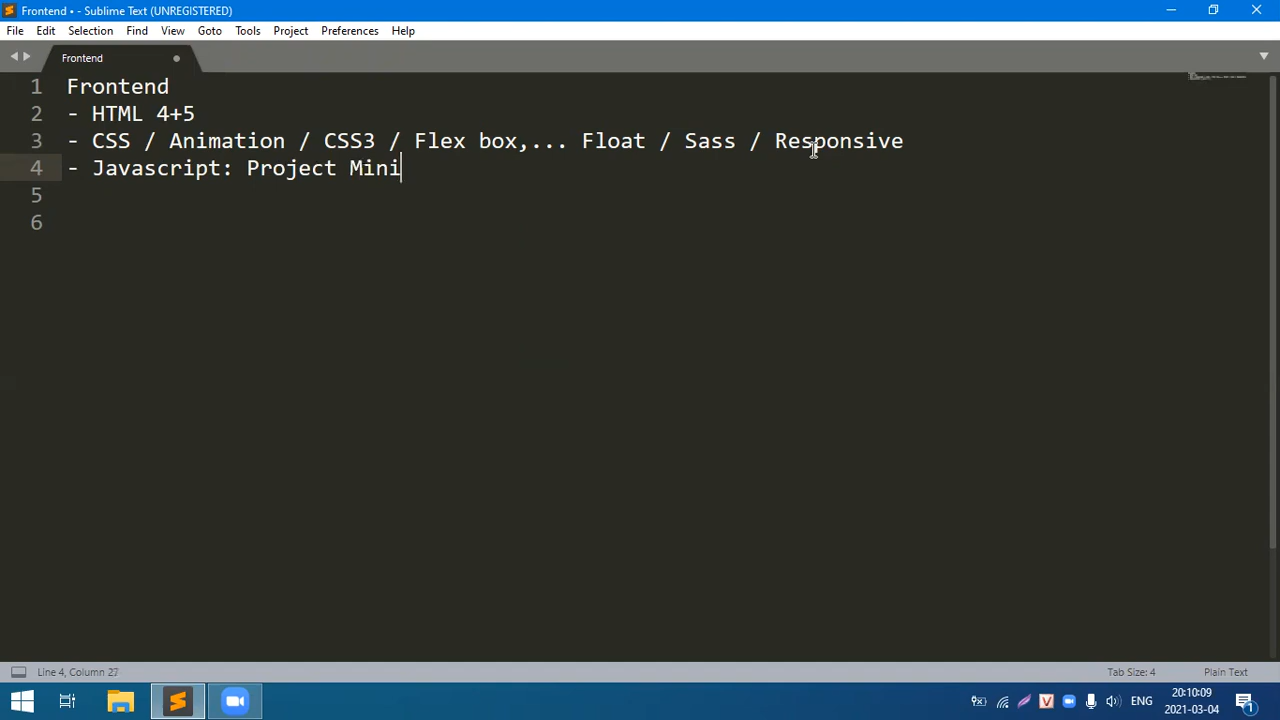 Frontend • - Sublime Text (UNREGISTERED)
File Edit Selection Find View Goto Tools Project Preferences Help
Frontend
1 Frontend
2 - HTML 4+5
3 - CSS / Animation / CSS3 / Flex box,... Float / Sass / Responsive
4 - Javascript: Project Mini
5
6
Line 4, Column 27 Tab Size: 4 Plain Text
ENG
20:10:09
2021-03-04
1